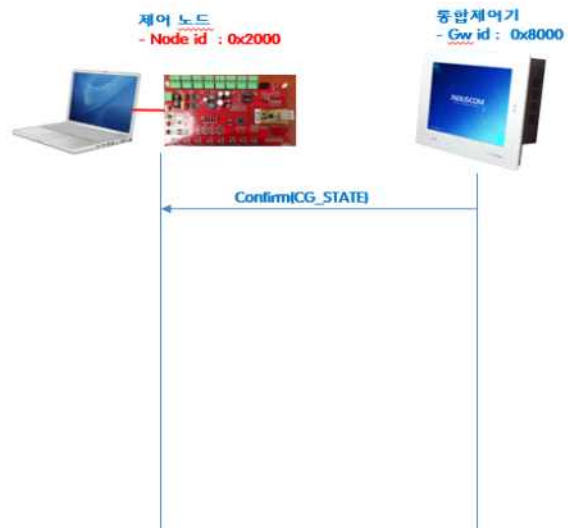 제어 노드
- Node id : 0x2000
통합제어기
- Gw id : 0x8000
Confirm(CG_STATE)